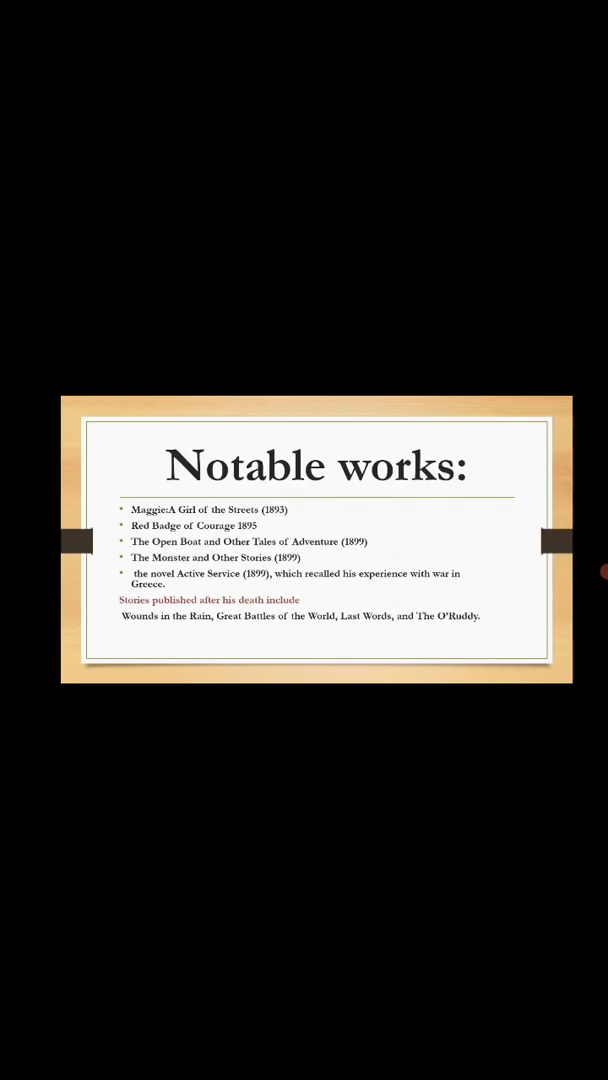 Notable works:
Maggie:A Girl of the Streets (1893)
Red Badge of Courage 1895
The Open Boat and Other Tales of Adventure (1899)
The Monster and Other Stories (1899)
the novel Active Service (1899), which recalled his experience with war in
Greece.
Stories published after his death include
Wounds in the Rain, Great Battles of the World, Last Words, and The O'Ruddy.